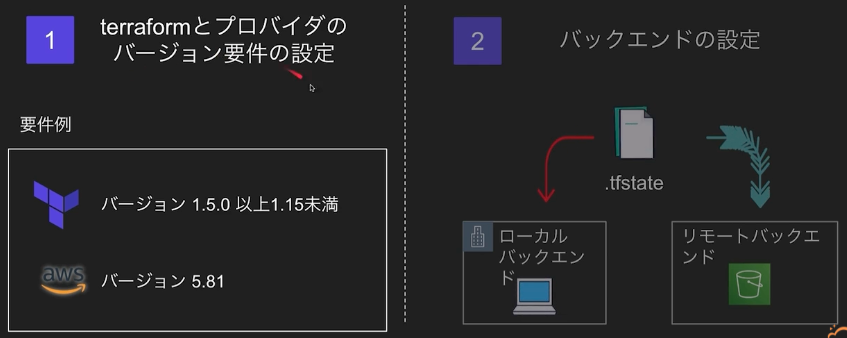 1
terraformとプロバイダの
バージョン要件の設定
要件例
バージョン 1.5.0 以上1.15未満
aws
バージョン 5.81
2
バックエンドの設定
.tfstate
ローカル
バックエン
ド
リモートバックエ
ンド